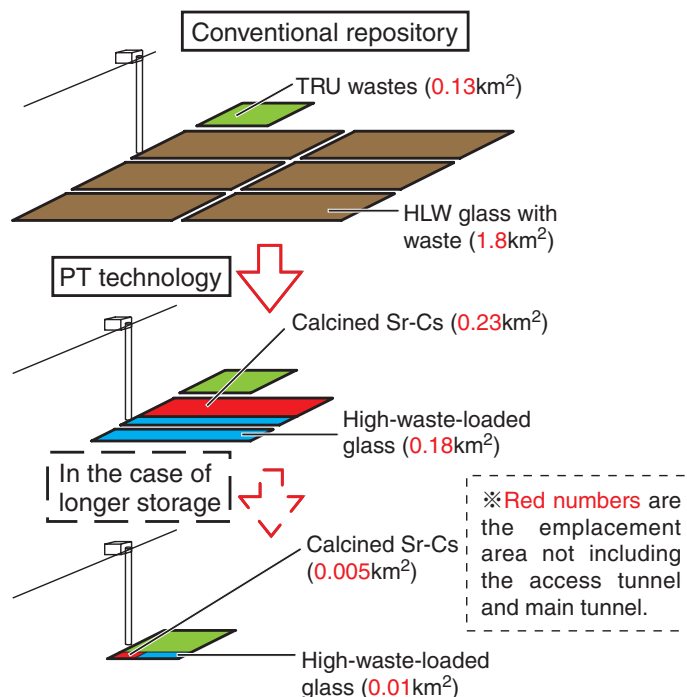 Conventional repository
TRU wastes (0.13km²)
HLW glass with
waste (1.8km²)
PT technology
Calcined Sr-Cs (0.23km²)
High-waste-loaded
glass (0.18km²)
In the case of
longer storage
※Red numbers are
the emplacement
area not including
the access tunnel
and main tunnel.
Calcined Sr-Cs
(0.005km²)
High-waste-loaded
glass (0.01km²)